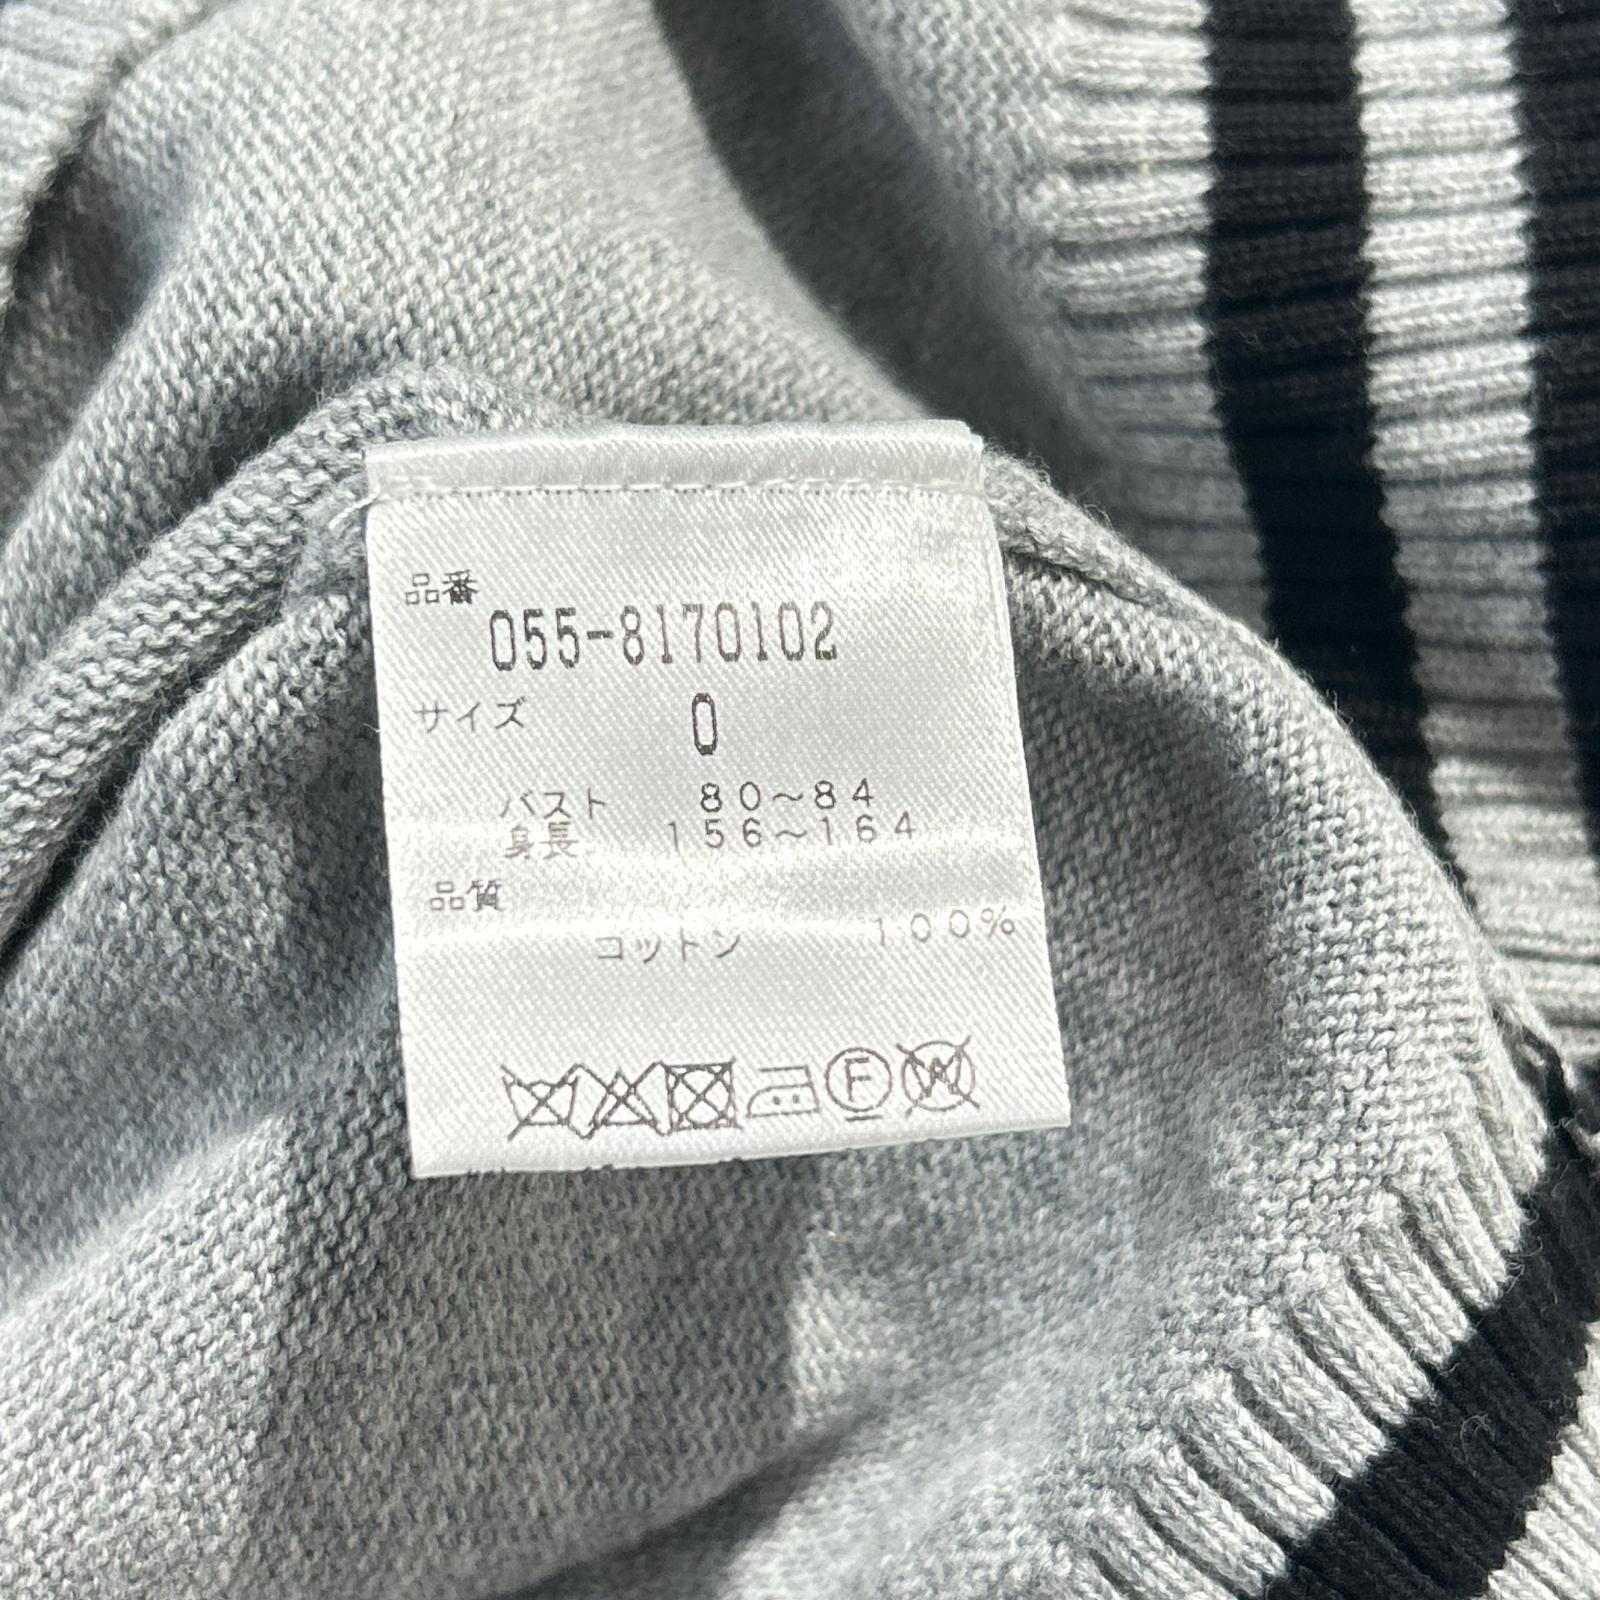 品番
055-8170102
サイズ 0
バスト 80～84
身長 156～164
品質
コットン 100%
F W